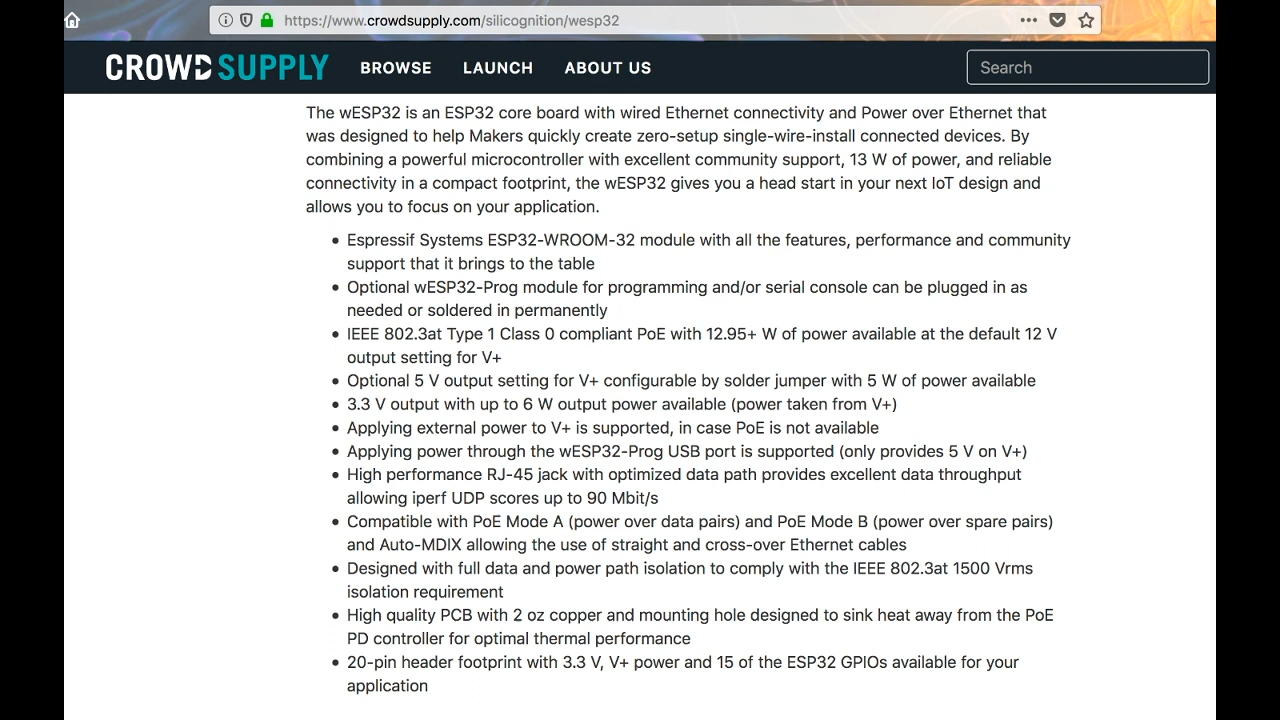 https://www.crowdsupply.com/silicognition/wesp32
CROWD SUPPLY BROWSE LAUNCH ABOUT US Search
The wESP32 is an ESP32 core board with wired Ethernet connectivity and Power over Ethernet that
was designed to help Makers quickly create zero-setup single-wire-install connected devices. By
combining a powerful microcontroller with excellent community support, 13 W of power, and reliable
connectivity in a compact footprint, the wESP32 gives you a head start in your next IoT design and
allows you to focus on your application.
• Espressif Systems ESP32-WROOM-32 module with all the features, performance and community
support that it brings to the table
• Optional wESP32-Prog module for programming and/or serial console can be plugged in as
needed or soldered in permanently
• IEEE 802.3at Type 1 Class 0 compliant PoE with 12.95+ W of power available at the default 12 V
output setting for V+
• Optional 5 V output setting for V+ configurable by solder jumper with 5 W of power available
• 3.3 V output with up to 6 W output power available (power taken from V+)
• Applying external power to V+ is supported, in case PoE is not available
• Applying power through the wESP32-Prog USB port is supported (only provides 5 V on V+)
• High performance RJ-45 jack with optimized data path provides excellent data throughput
allowing iperf UDP scores up to 90 Mbit/s
• Compatible with PoE Mode A (power over data pairs) and PoE Mode B (power over spare pairs)
and Auto-MDIX allowing the use of straight and cross-over Ethernet cables
• Designed with full data and power path isolation to comply with the IEEE 802.3at 1500 Vrms
isolation requirement
• High quality PCB with 2 oz copper and mounting hole designed to sink heat away from the PoE
PD controller for optimal thermal performance
• 20-pin header footprint with 3.3 V, V+ power and 15 of the ESP32 GPIOs available for your
application